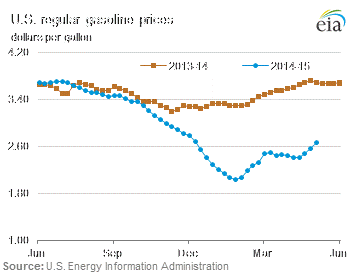 eia
U.S. regular gasoline prices
dollars per gallon
4.20
2013-14
2014-15
3.40
2.60
1.80
1.00
Jun Sep Dec Mar Jun
Source: U.S. Energy Information Administration